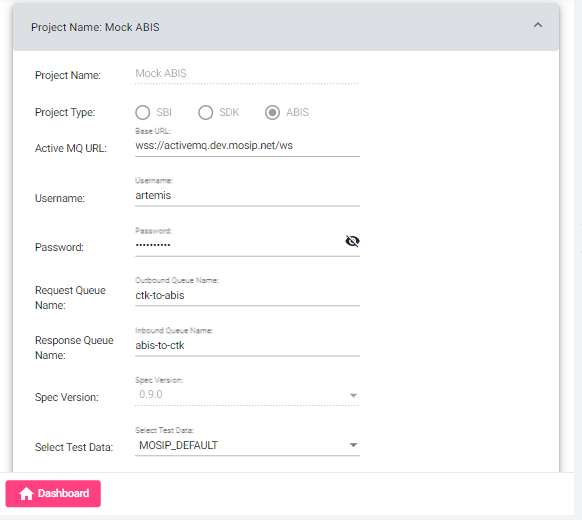 Project Name: Mock ABIS
Project Name:
Mock ABIS
Project Type:
SBI
SDK
ABIS
Active MQ URL:
Base URL:
wss://activemq.dev.mosip.net/ws
Username:
Username:
artemis
Password:
Password:
••••••••••
Request Queue
Name:
Outbound Queue Name:
ctk-to-abis
Response Queue
Name:
Inbound Queue Name:
abis-to-ctk
Spec Version:
Spec Version:
0.9.0
Select Test Data:
Select Test Data:
MOSIP_DEFAULT
Dashboard